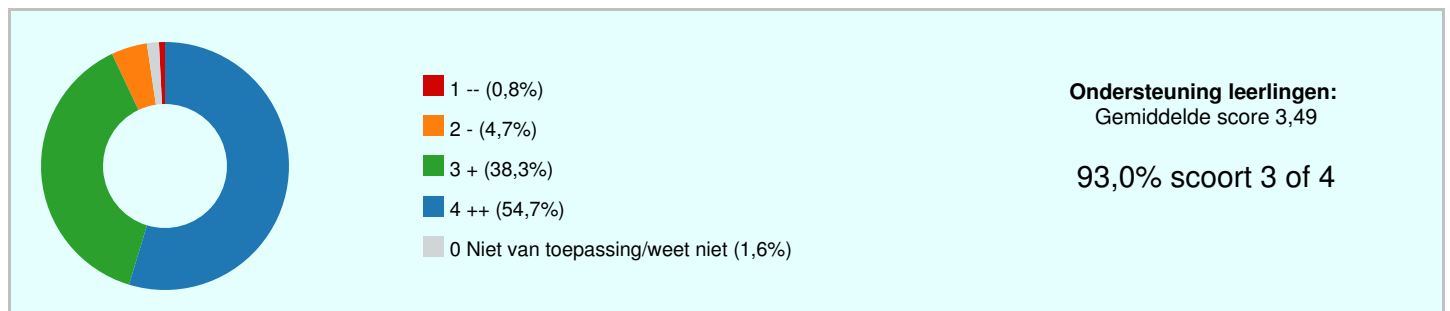 1 -- (0,8%)
2 - (4,7%)
3 + (38,3%)
4 ++ (54,7%)
0 Niet van toepassing/weet niet (1,6%)
Ondersteuning leerlingen:
Gemiddelde score 3,49
93,0% scoort 3 of 4